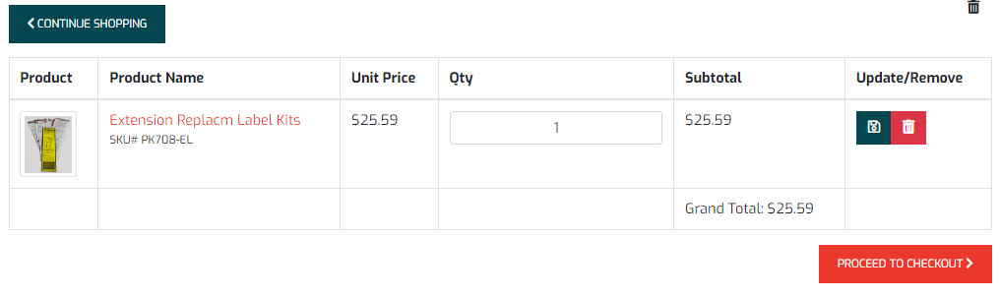 CONTINUE SHOPPING
Product Product Name Unit Price Qty Subtotal Update/Remove
Extension Replacm Label Kits $25.59 1 $25.59
SKU# PK708-EL
Grand Total: $25.59
PROCEED TO CHECKOUT